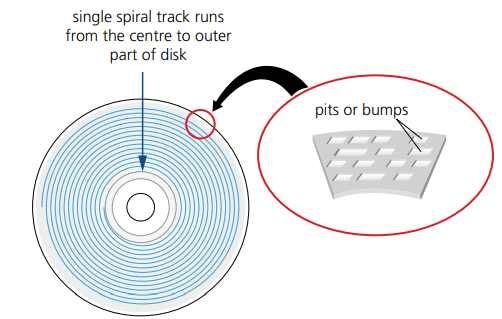 single spiral track runs
from the centre to outer
part of disk
pits or bumps